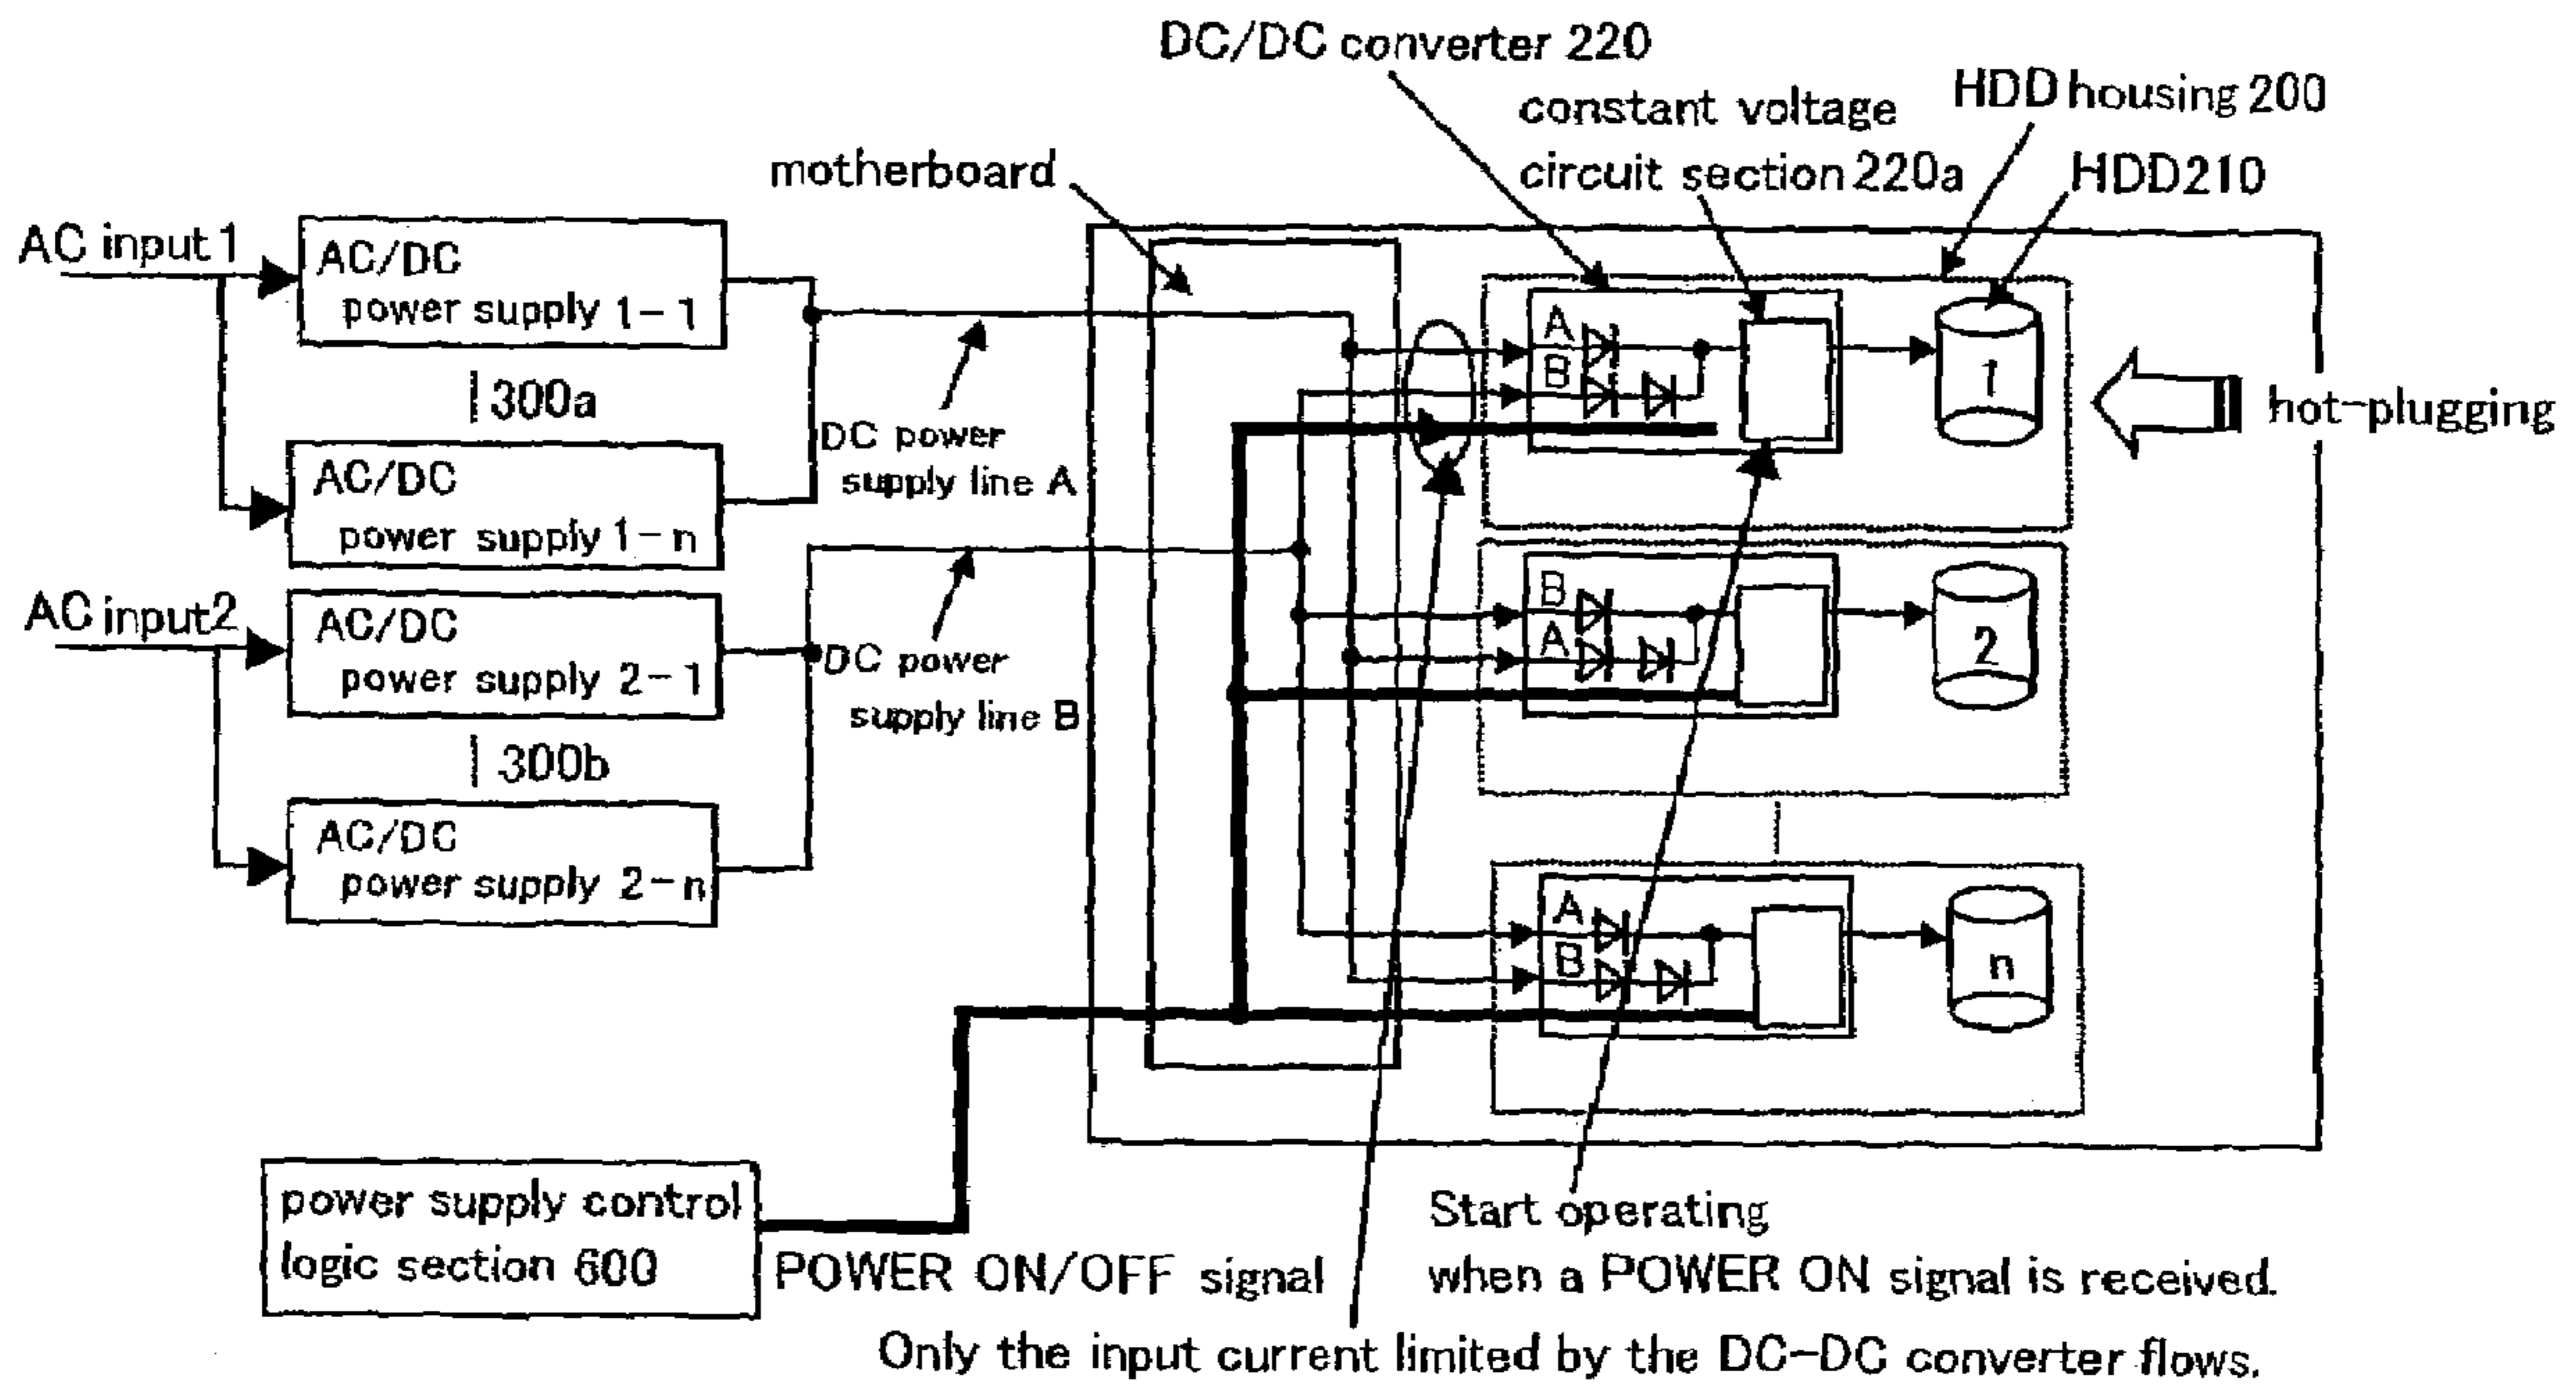 DC/DC converter 220
constant voltage
circuit section 220a
HDD housing 200
HDD210
motherboard
AC input 1
AC/DC
power supply 1-1
300a
AC/DC
power supply 1-n
DC power
supply line A
AC input2
AC/DC
power supply 2-1
300b
AC/DC
power supply 2-n
DC power
supply line B
A
B
1
hot-plugging
B
A
2
A
B
n
power supply control
logic section 600
POWER ON/OFF signal
Start operating
when a POWER ON signal is received.
Only the input current limited by the DC-DC converter flows.